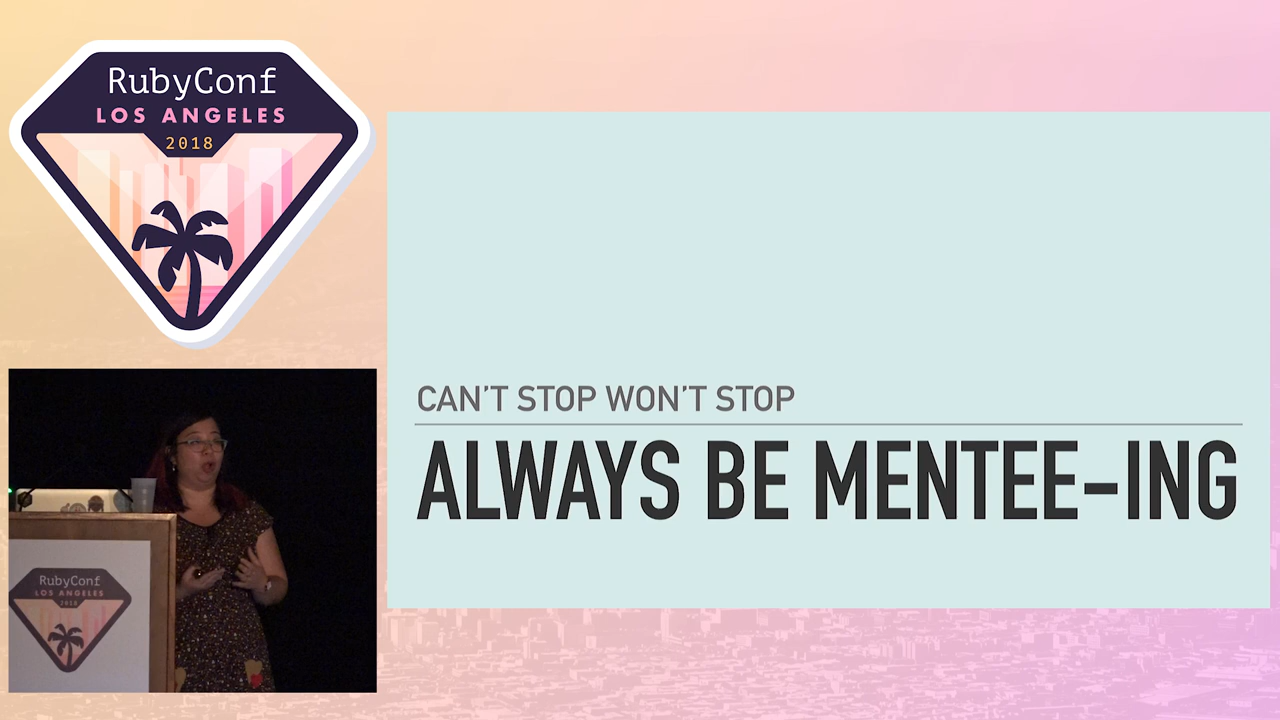 RubyConf
LOS ANGELES
2018
CAN'T STOP WON'T STOP
ALWAYS BE MENTEE-ING
RubyConf
LOS ANGELES
2018